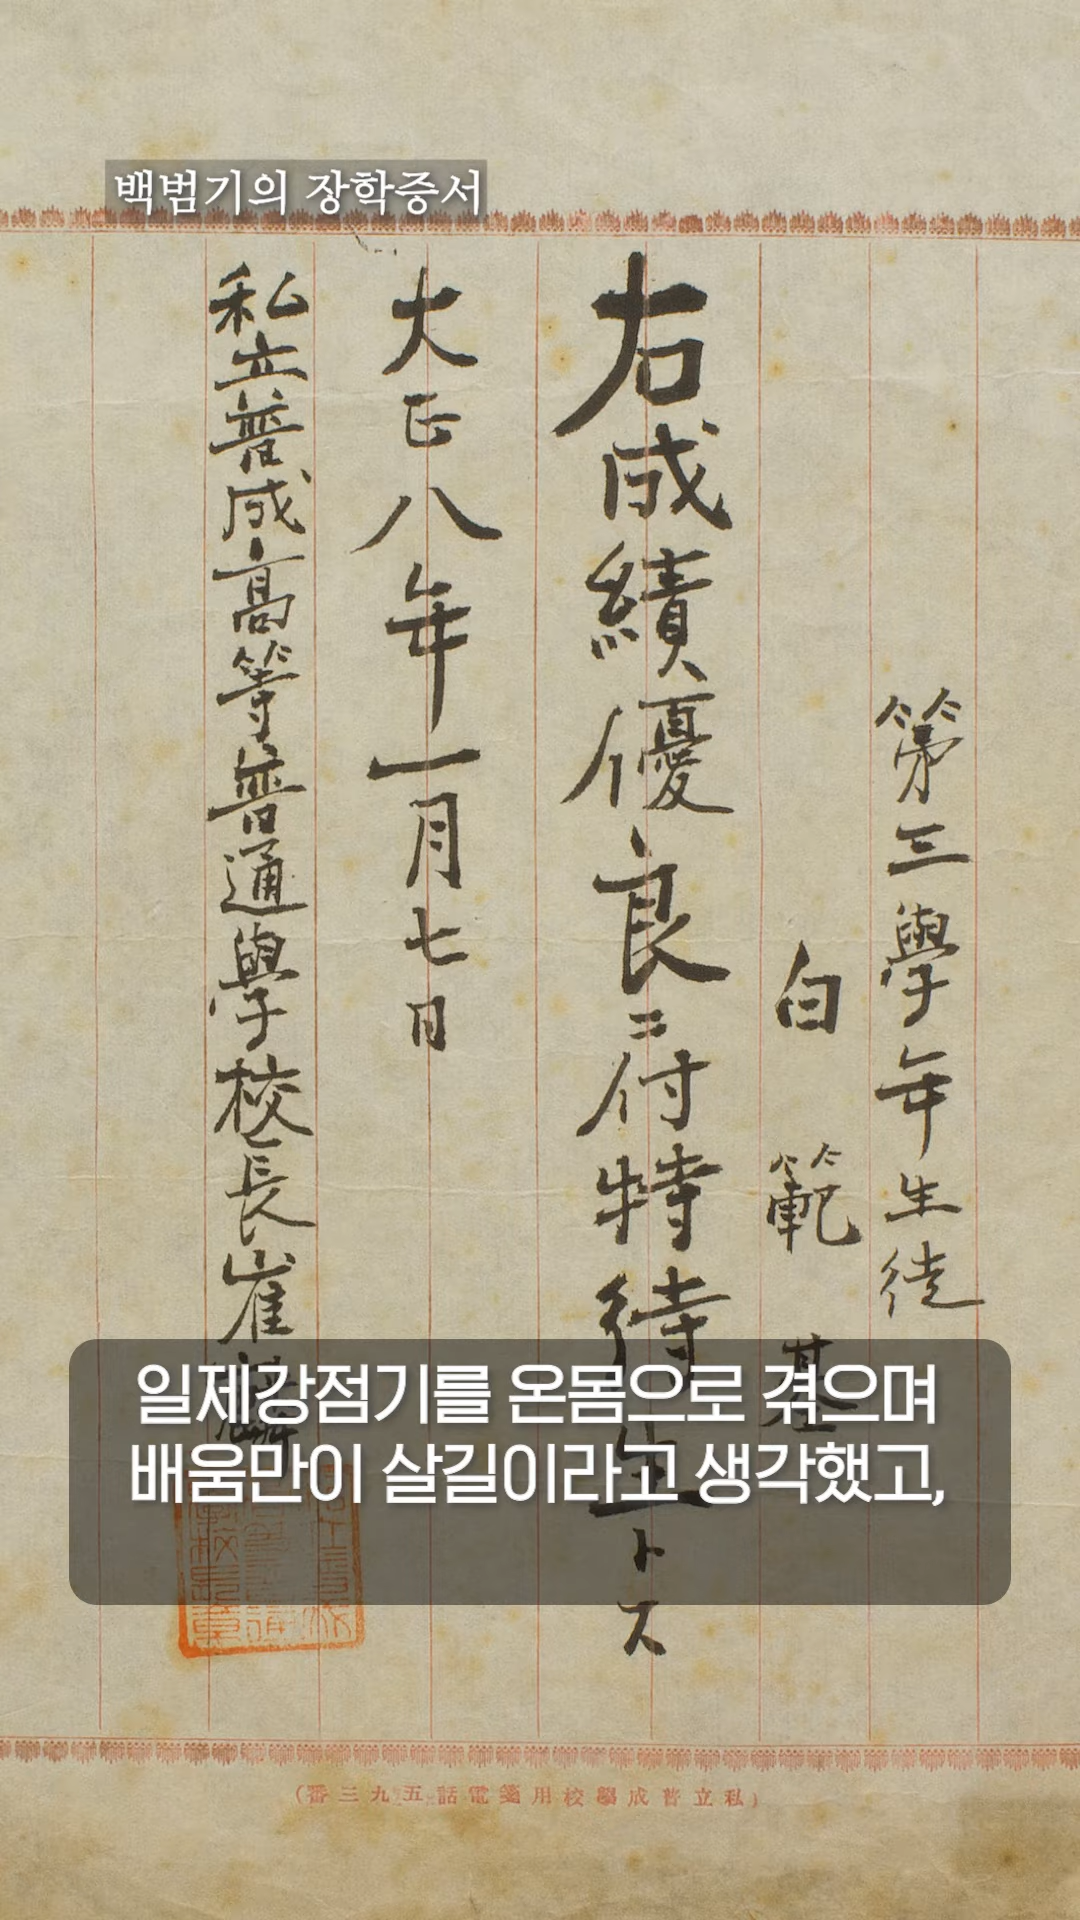 백범기의 장학증서
第三學年生徒
白範基
右成績優良ニ付特待生トス
大正八年一月七日
私立普成高等普通學校長崔麟
일제강점기를 온몸으로 겪으며
배움만이 살길이라고 생각했고,
(番三九五話電箋用校學成普立私)